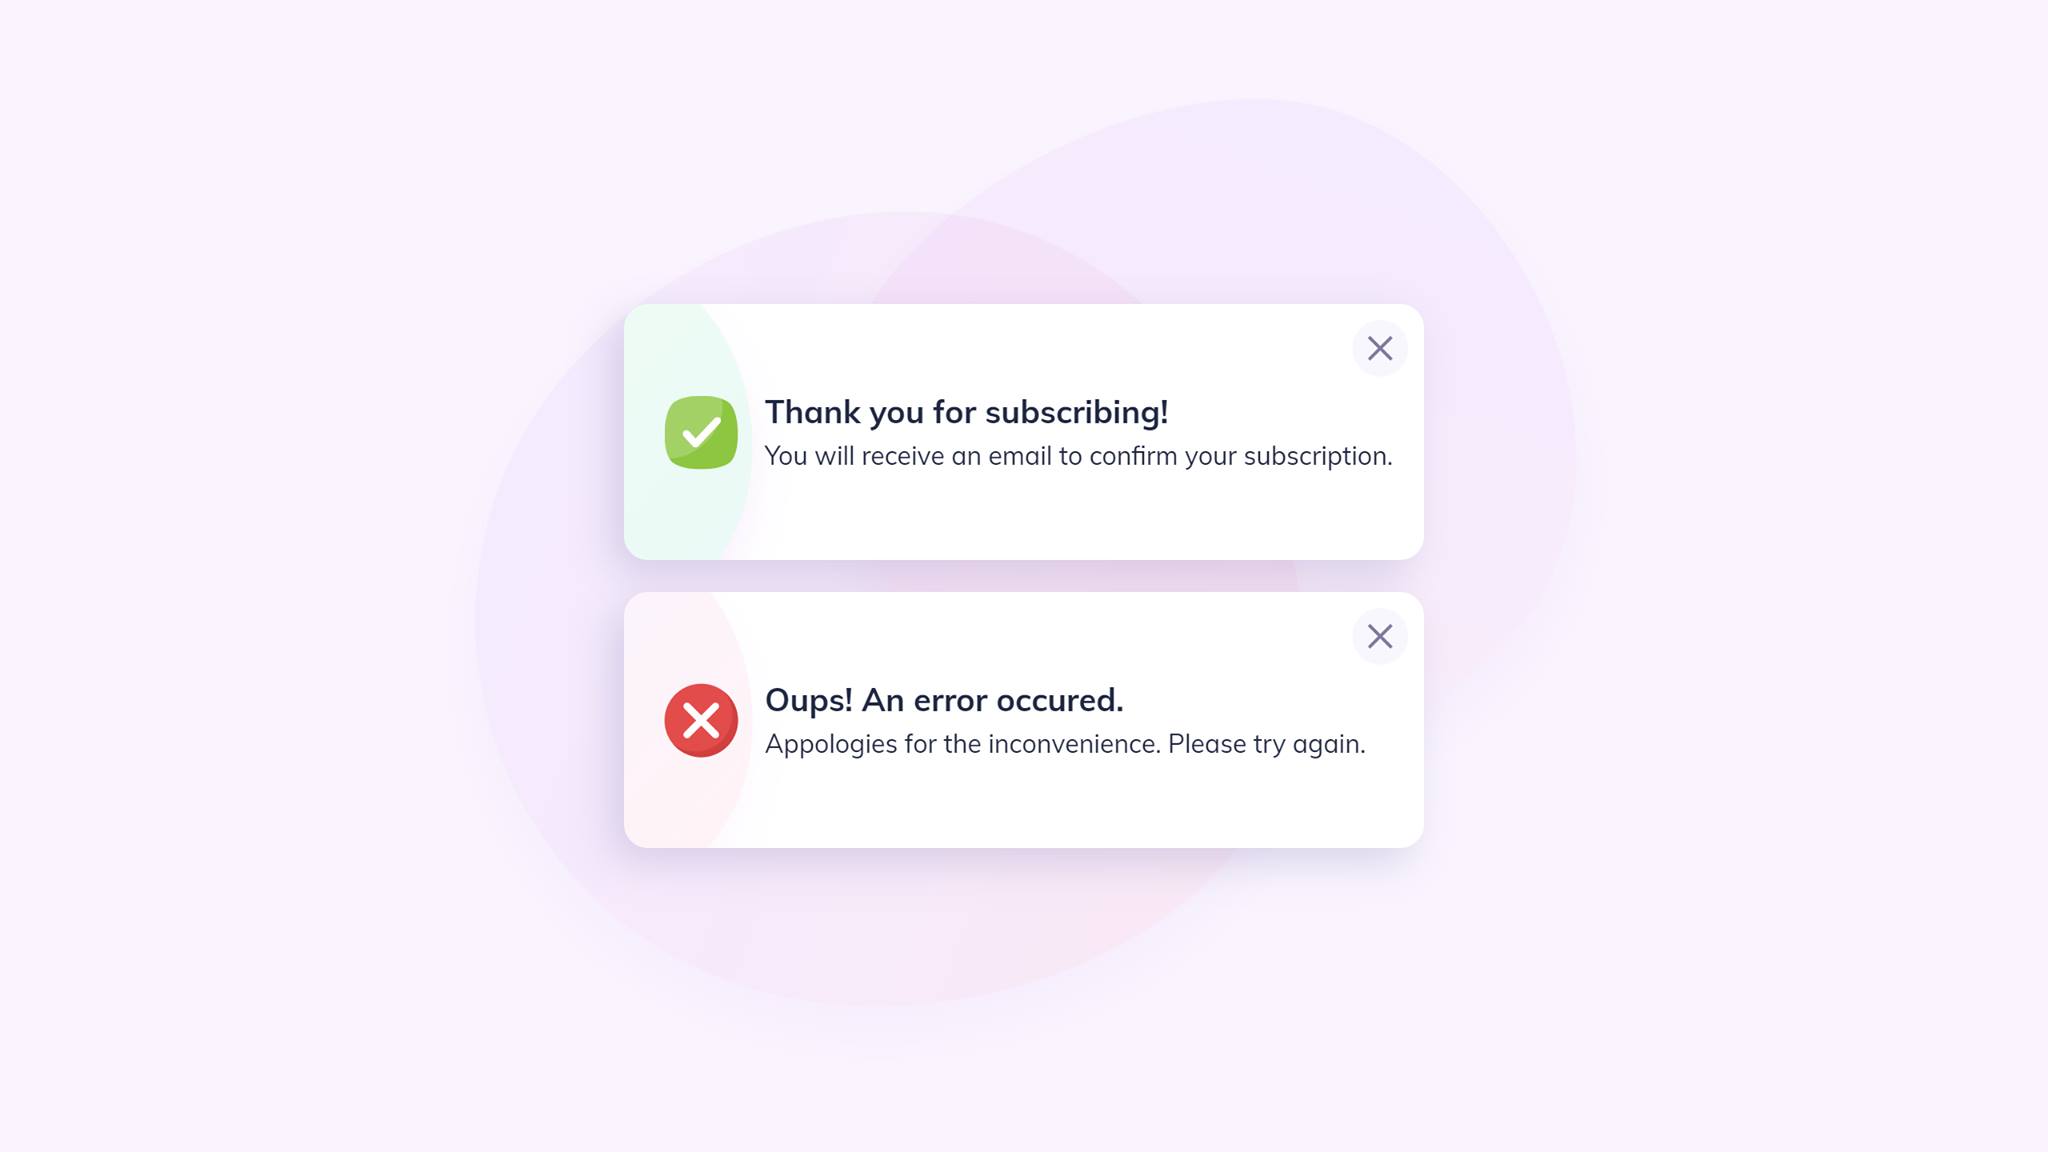 Thank you for subscribing!
You will receive an email to confirm your subscription.
Oups! An error occured.
Appologies for the inconvenience. Please try again.